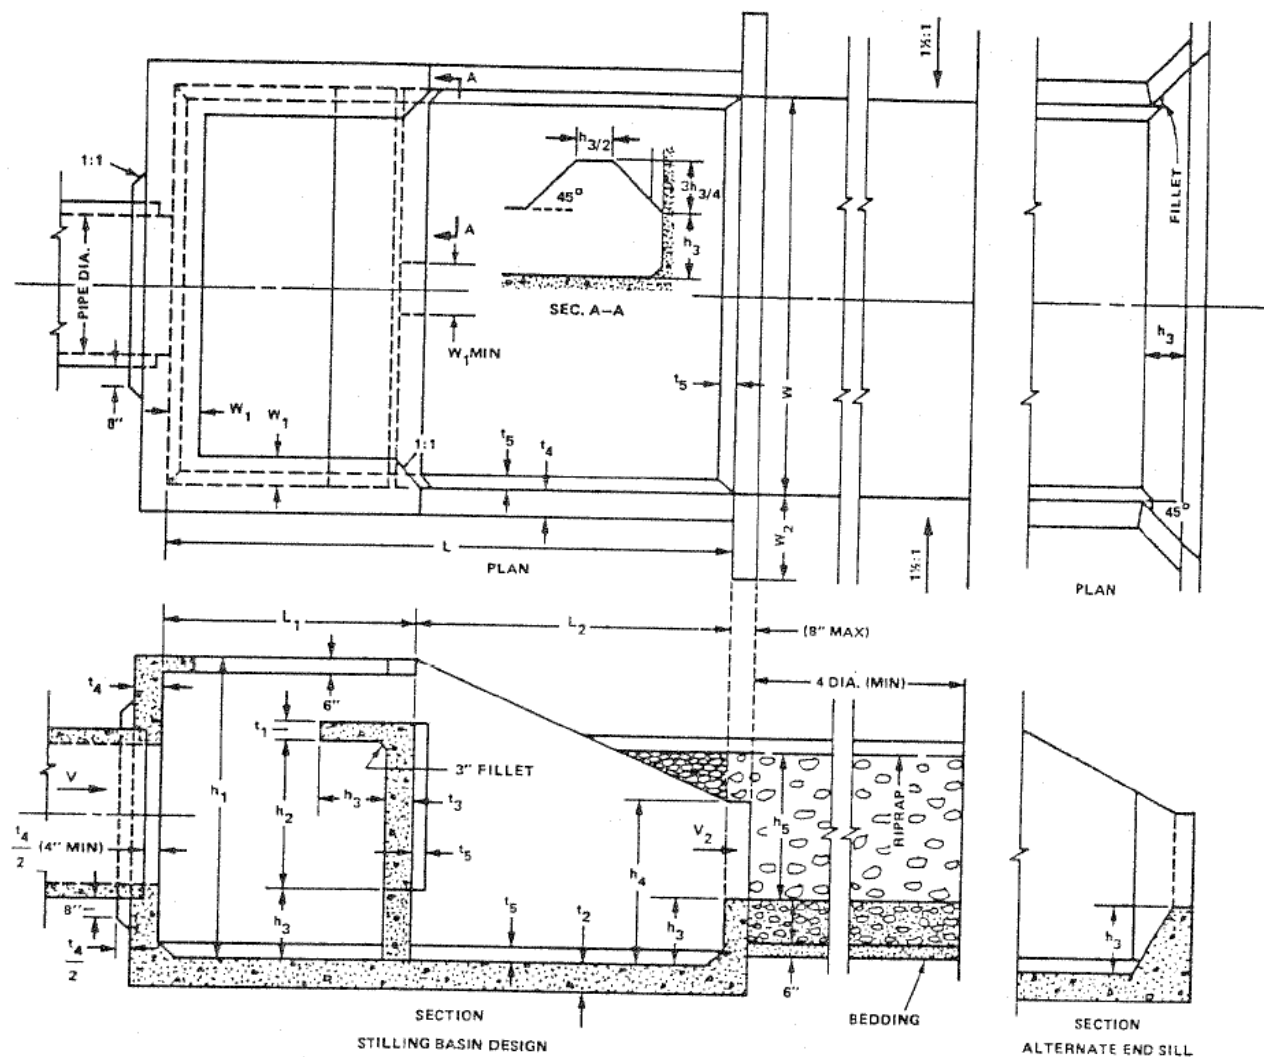 1½:1
A
h3/2
1:1
3h3/4
45°
FILLET
A
h3
PIPE DIA.
SEC. A–A
W1 MIN
h3
t5
W
8"
W1
W1
1:1
t5
t4
45°
W2
L
PLAN
1½:1
PLAN
L1
L2
(8" MAX)
t4
6"
4 DIA. (MIN)
t1
3" FILLET
V
h1
h2
h3
t3
h5
RIPRAP
V2
t4/2 (4" MIN)
t5
h4
8"
h3
t5
t2
h3
h3
t4/2
6"
SECTION
BEDDING
SECTION
STILLING BASIN DESIGN
ALTERNATE END SILL